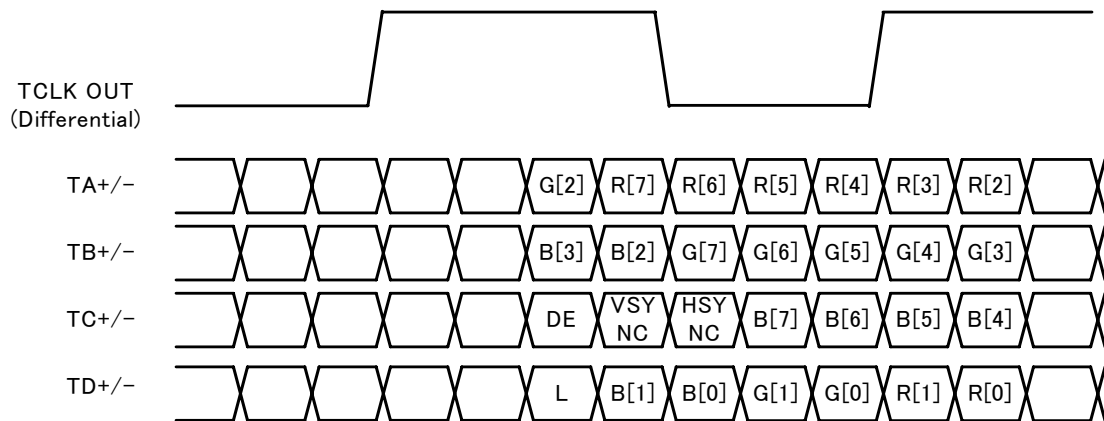 TCLK OUT
(Differential)
TA+/- G[2] R[7] R[6] R[5] R[4] R[3] R[2]
TB+/- B[3] B[2] G[7] G[6] G[5] G[4] G[3]
TC+/- DE VSY NC HSY NC B[7] B[6] B[5] B[4]
TD+/- L B[1] B[0] G[1] G[0] R[1] R[0]